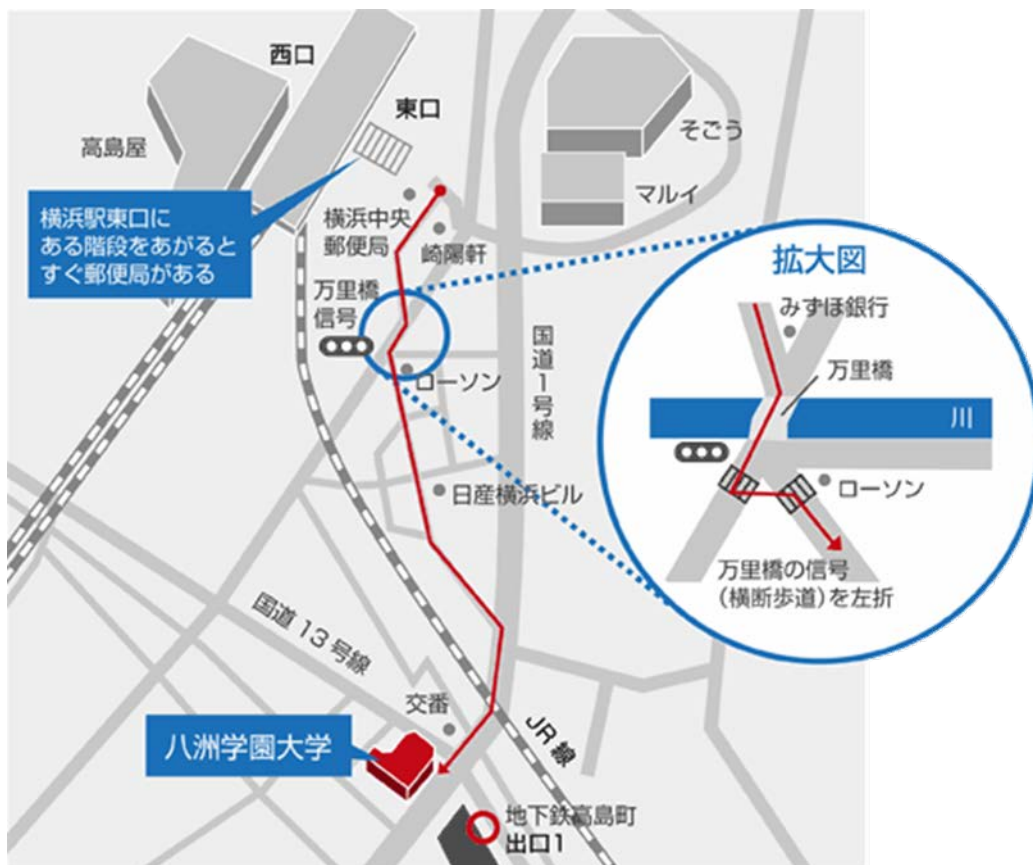 西口
東口
高島屋
そごう
マルイ
横浜駅東口に
ある階段をあがると
すぐ郵便局がある
横浜中央
郵便局
崎陽軒
万里橋
信号
ローソン
国道1号線
日産横浜ビル
拡大図
みずほ銀行
万里橋
川
ローソン
万里橋の信号
(横断歩道)を左折
国道13号線
交番
JR線
八洲学園大学
地下鉄高島町
出口1